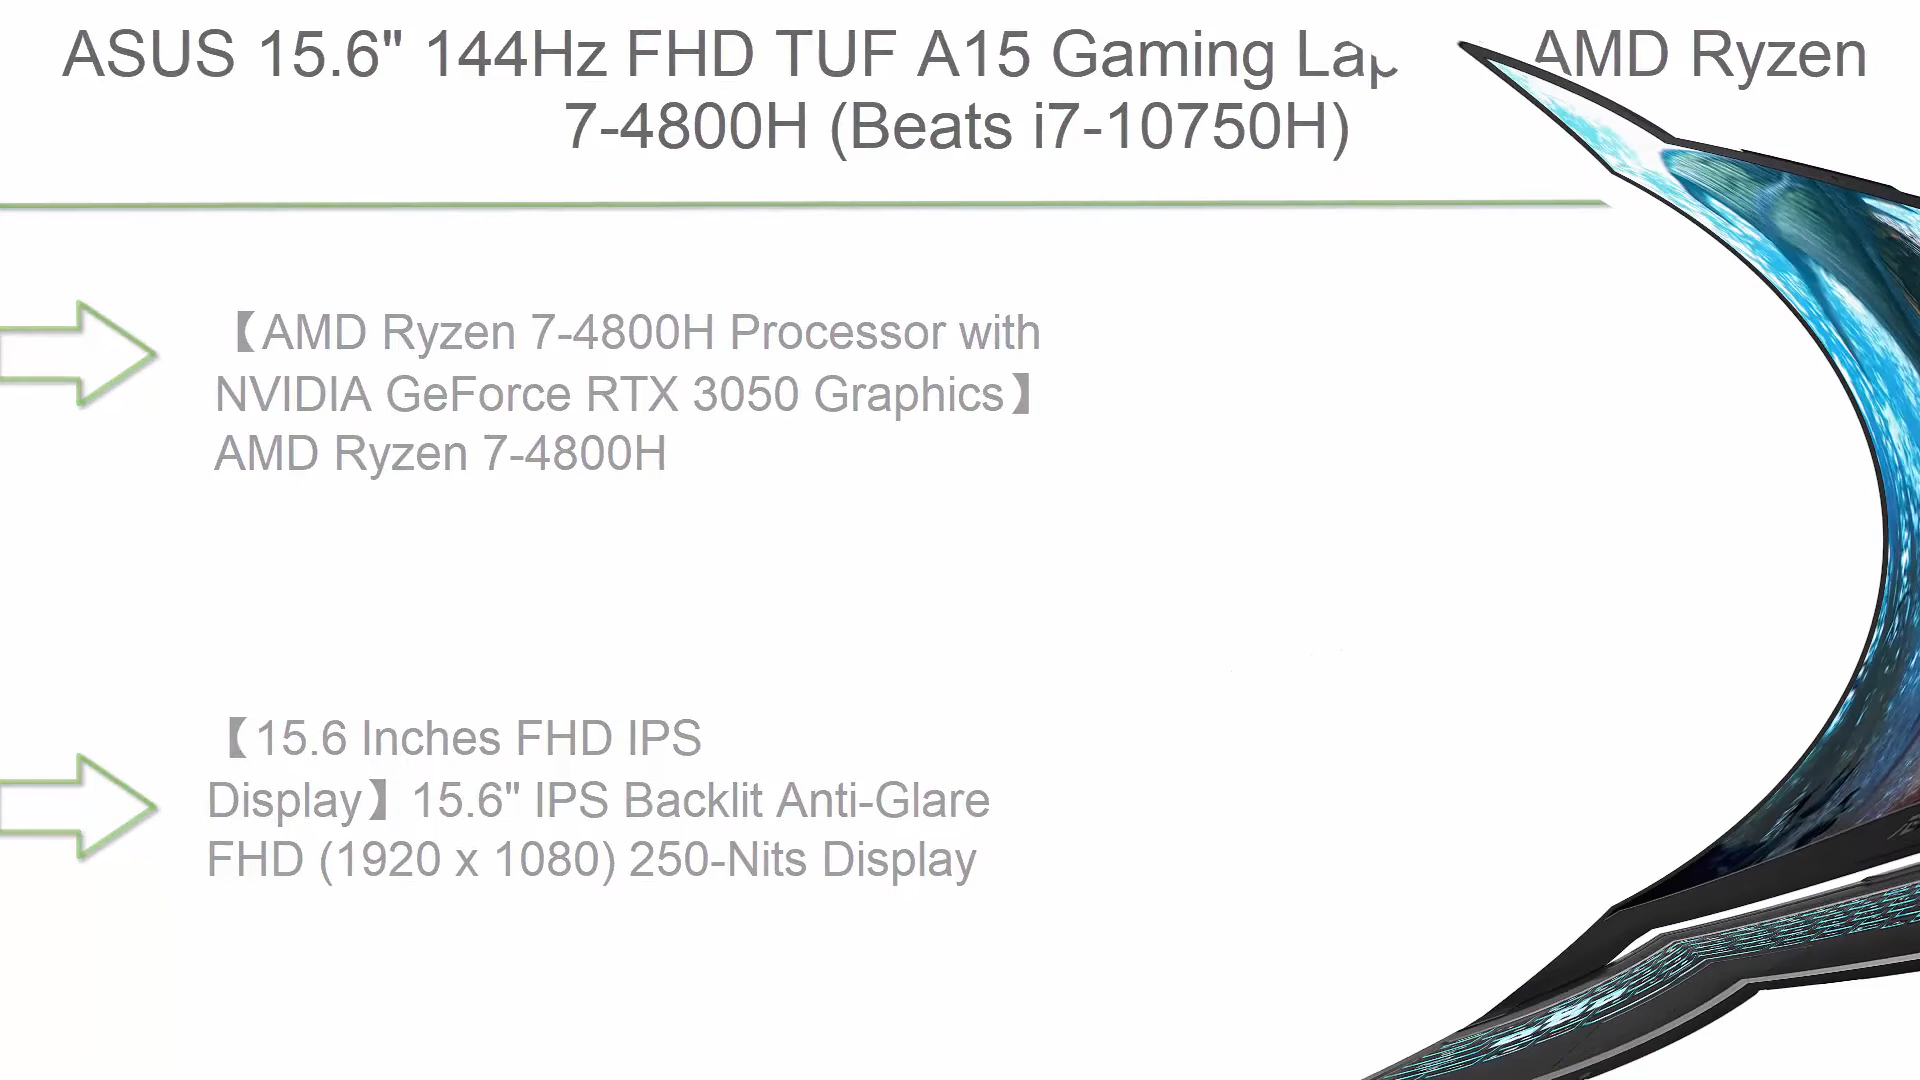 ASUS 15.6" 144Hz FHD TUF A15 Gaming Lap AMD Ryzen
7-4800H (Beats i7-10750H)
【AMD Ryzen 7-4800H Processor with
NVIDIA GeForce RTX 3050 Graphics】
AMD Ryzen 7-4800H
【15.6 Inches FHD IPS
Display】15.6" IPS Backlit Anti-Glare
FHD (1920 x 1080) 250-Nits Display